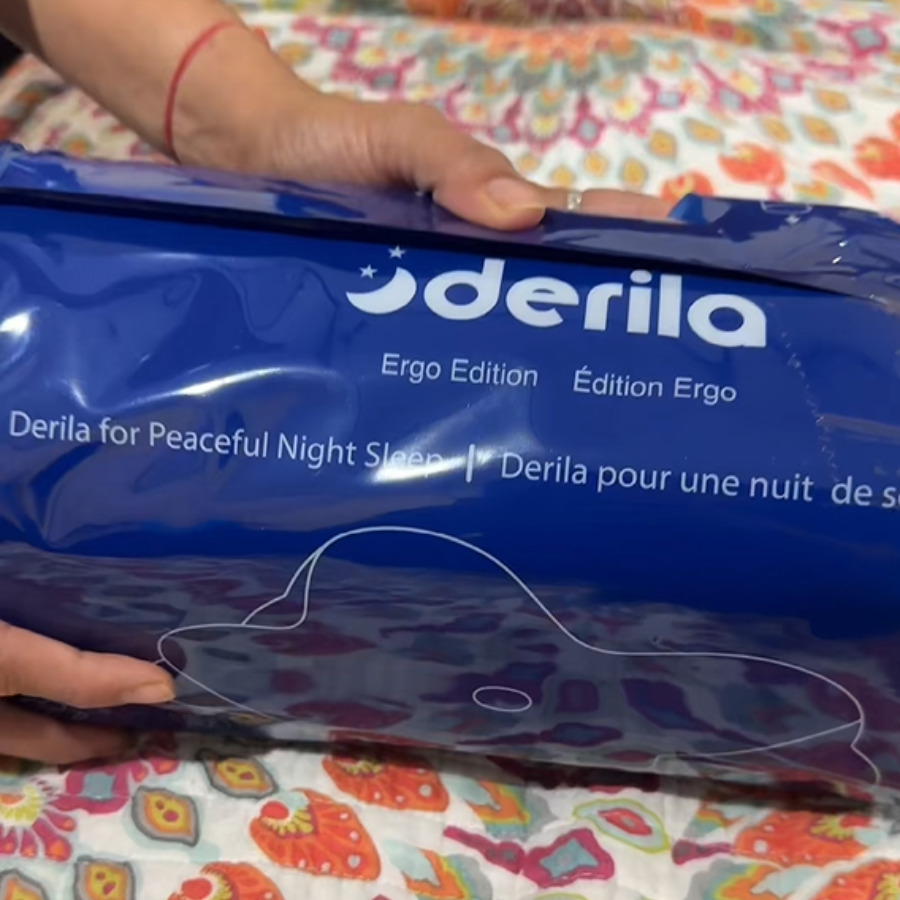 derila
Ergo Edition Édition Ergo
Derila for Peaceful Night Sleep | Derila pour une nuit de